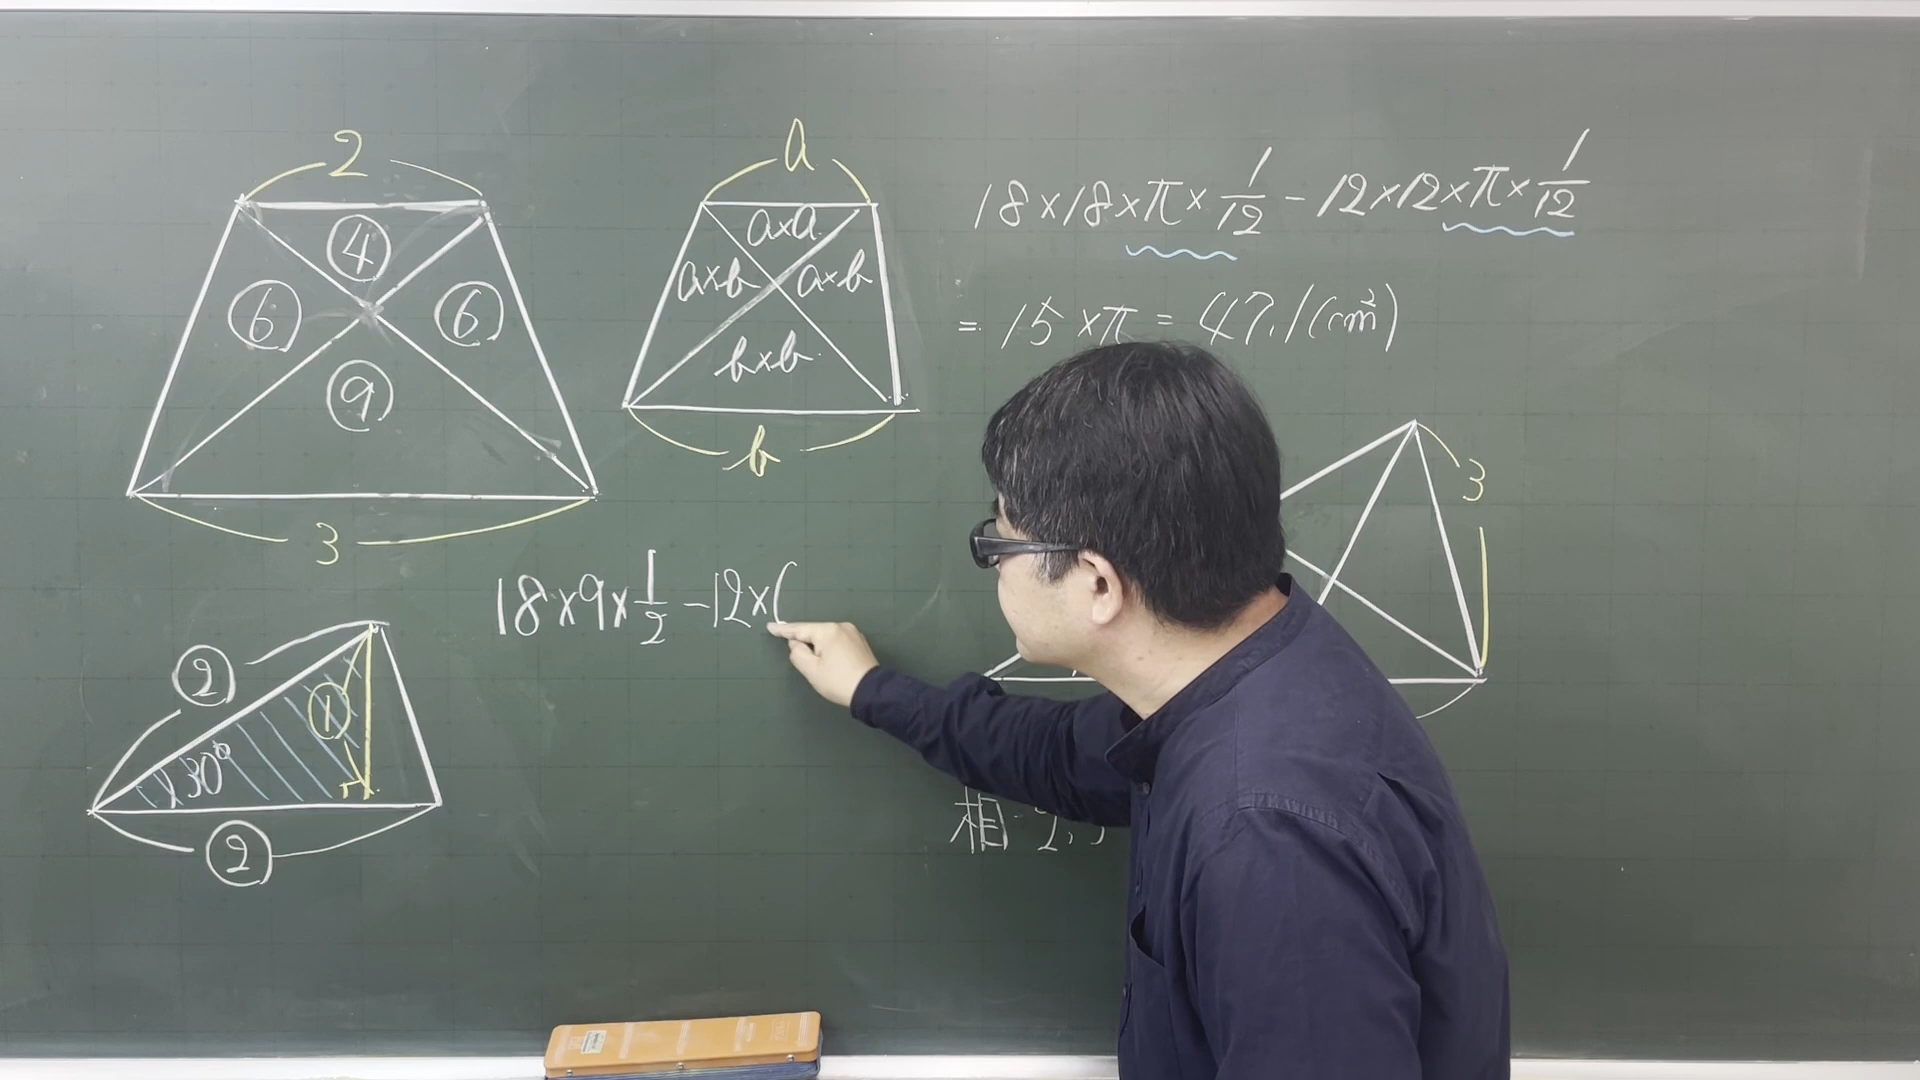 2
④
⑥ ⑥
⑨
3
a
a×a
a×b a×b
b×b
b
18×18×π×1/12-12×12×π×1/12
= 15×π = 47.1(cm²)
3
18×9×1/2-12×(
②
①
30°
②
相